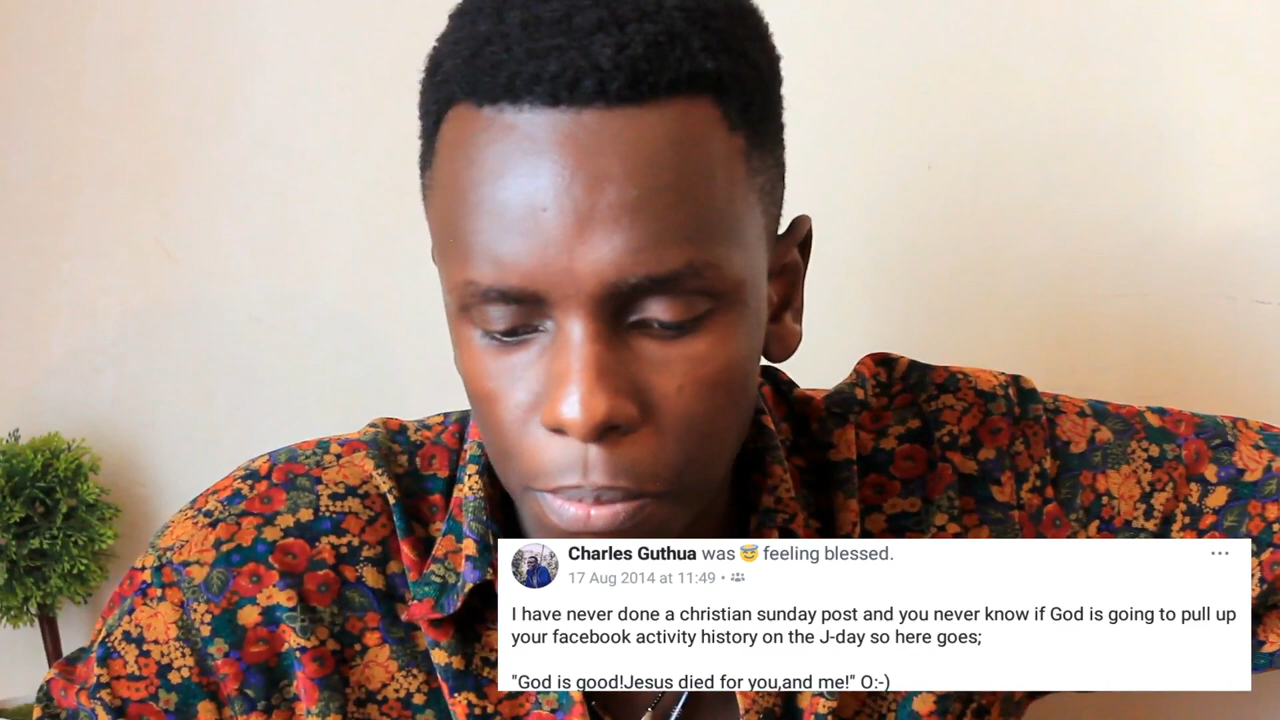 Charles Guthua was 😇 feeling blessed.
17 Aug 2014 at 11:49 •
I have never done a christian sunday post and you never know if God is going to pull up
your facebook activity history on the J-day so here goes;
"God is good!Jesus died for you,and me!" O:-)